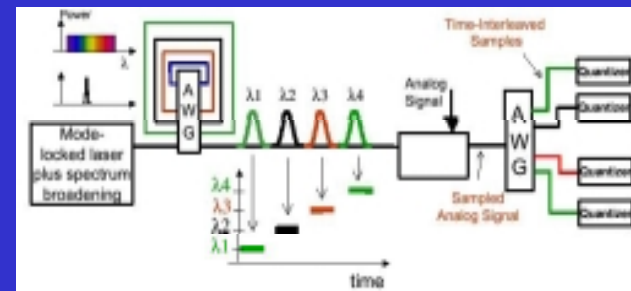 Power
λ
Mode-
locked laser
plus spectrum
broadening
A
W
G
λ1 λ2 λ3 λ4
λ4
λ3
λ2
λ1
time
Analog
Signal
Sampled
Analog Signal
Time-Interleaved
Samples
A
W
G
Quantizer
Quantizer
Quantizer
Quantizer